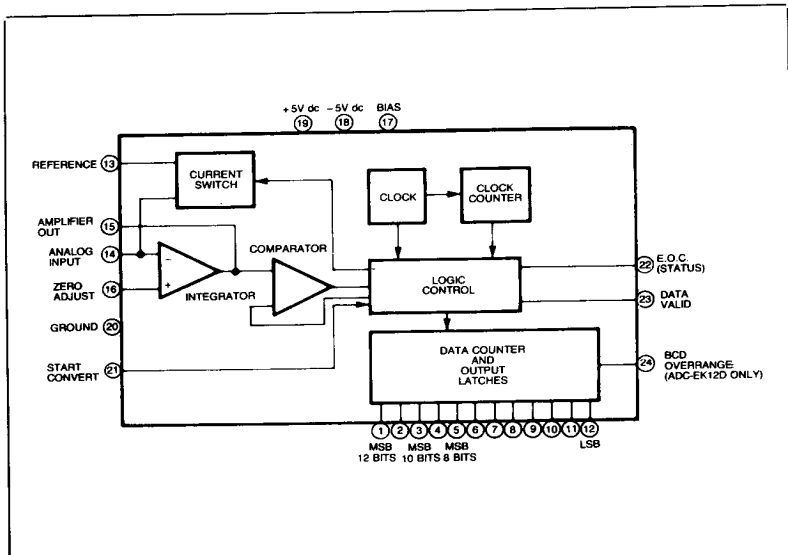 +5V dc −5V dc BIAS
19 18 17
REFERENCE 13
CURRENT
SWITCH
CLOCK
CLOCK
COUNTER
AMPLIFIER
OUT 15
ANALOG
INPUT 14
COMPARATOR
−
+
ZERO
ADJUST 16
INTEGRATOR
LOGIC
CONTROL
22 E.O.C.
(STATUS)
23 DATA
VALID
GROUND 20
START
CONVERT 21
DATA COUNTER
AND
OUTPUT
LATCHES
24 BCD
OVERRANGE
(ADC-EK12D ONLY)
1 2 3 4 5 6 7 8 9 10 11 12
MSB MSB MSB LSB
12 BITS 10 BITS 8 BITS